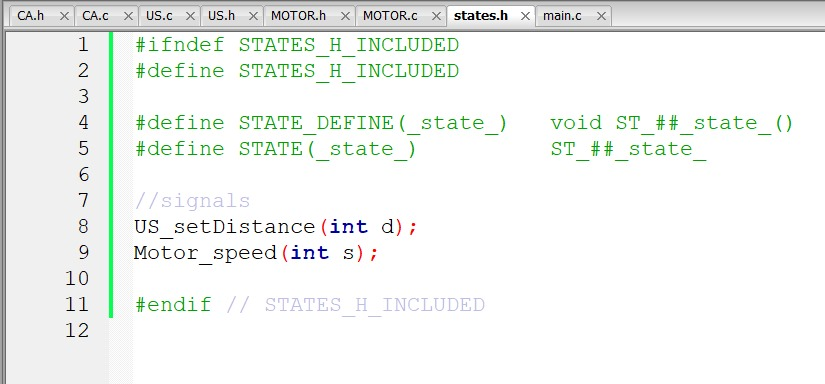 CA.h × CA.c × US.c × US.h × MOTOR.h × MOTOR.c × states.h × main.c ×
1 #ifndef STATES_H_INCLUDED
2 #define STATES_H_INCLUDED
3
4 #define STATE_DEFINE(_state_) void ST_##_state_()
5 #define STATE(_state_) ST_##_state_
6
7 //signals
8 US_setDistance(int d);
9 Motor_speed(int s);
10
11 #endif // STATES_H_INCLUDED
12